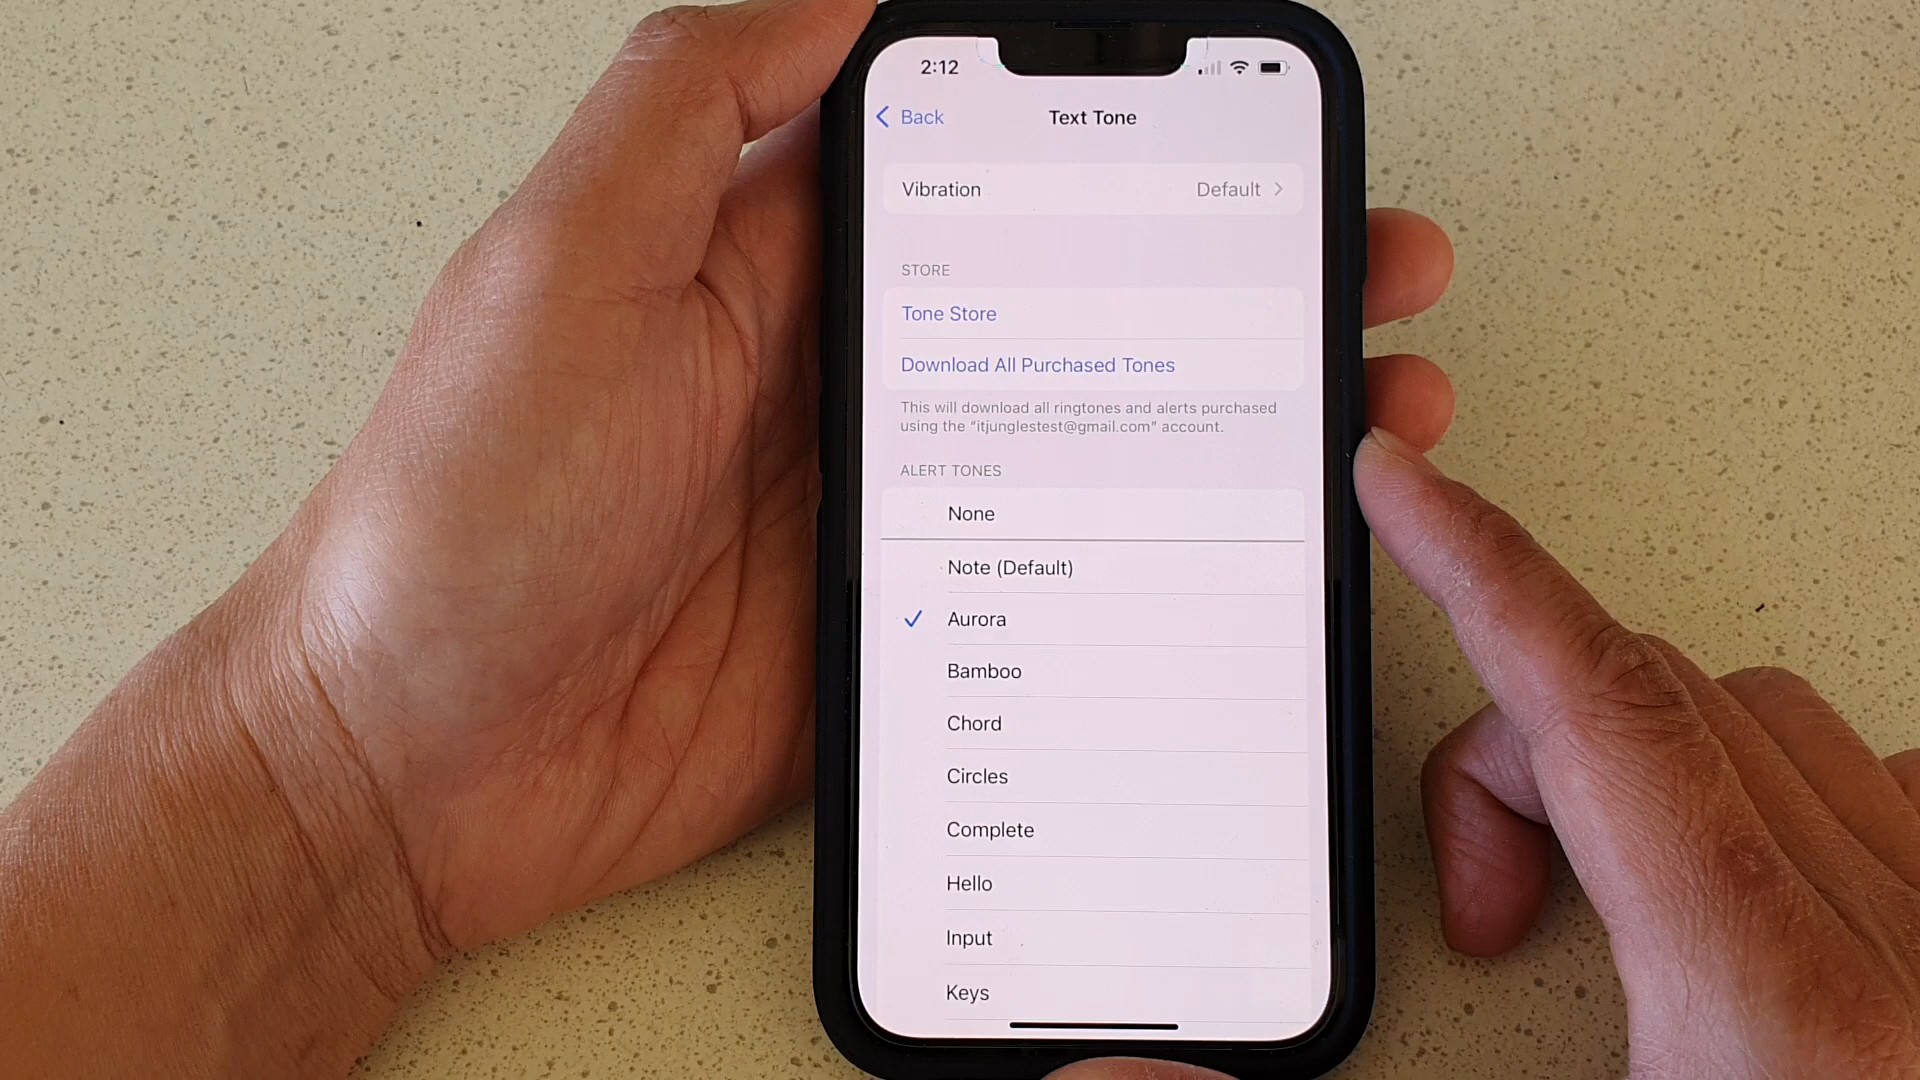 2:12
Back
Text Tone
Vibration
Default
STORE
Tone Store
Download All Purchased Tones
This will download all ringtones and alerts purchased
using the “itjunglestest@gmail.com” account.
ALERT TONES
None
Note (Default)
Aurora
Bamboo
Chord
Circles
Complete
Hello
Input
Keys